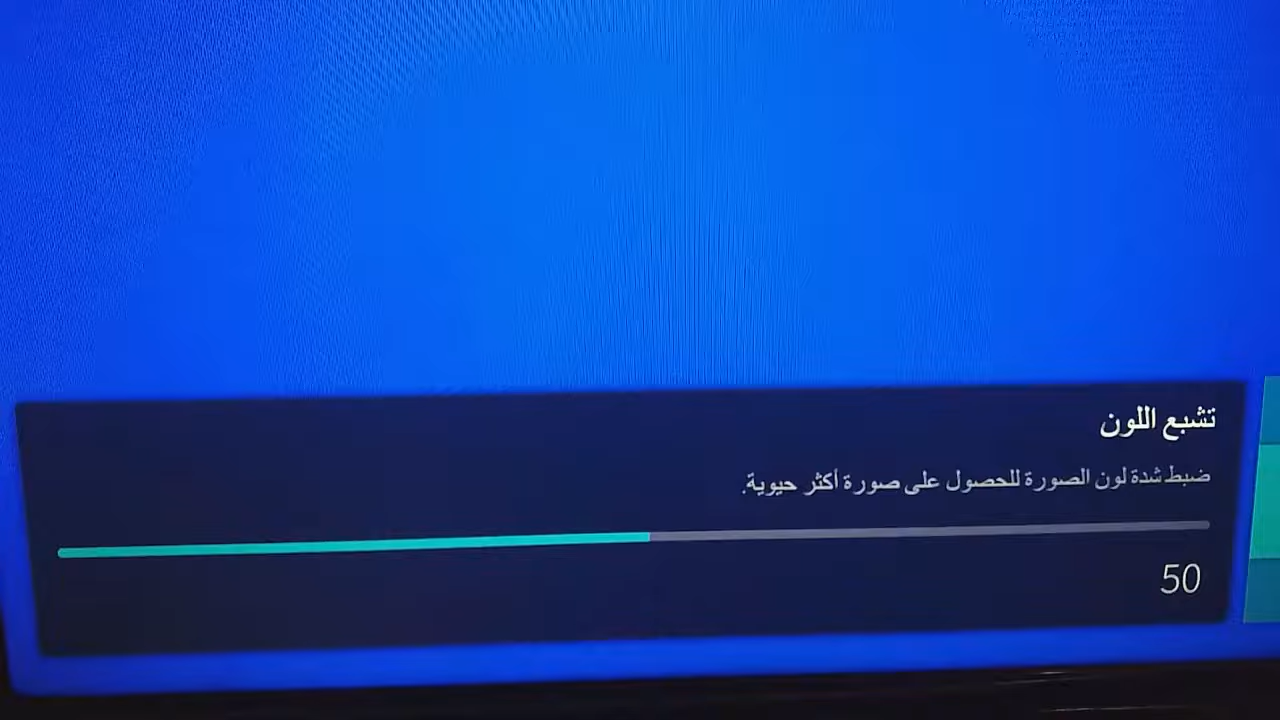 تشبع اللون
ضبط شدة لون الصورة للحصول على صورة أكثر حيوية.
50